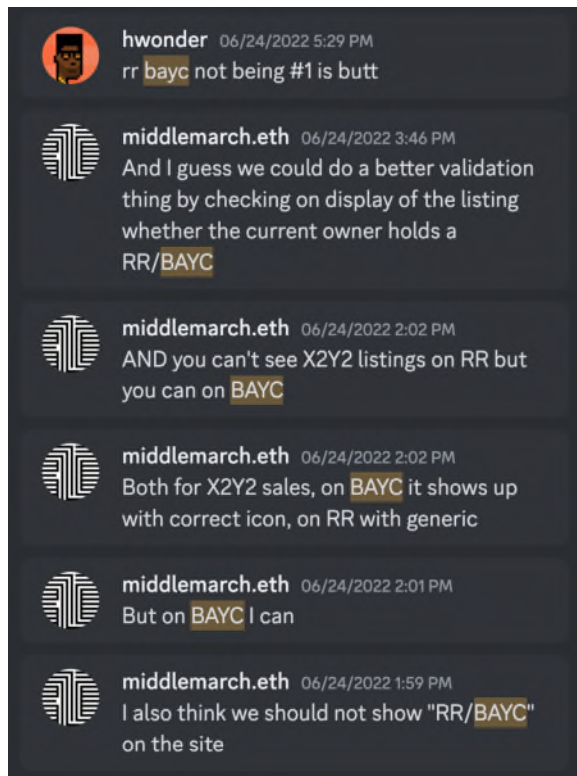 hwonder 06/24/2022 5:29 PM
rr bayc not being #1 is butt
middlemarch.eth 06/24/2022 3:46 PM
And I guess we could do a better validation
thing by checking on display of the listing
whether the current owner holds a
RR/BAYC
middlemarch.eth 06/24/2022 2:02 PM
AND you can't see X2Y2 listings on RR but
you can on BAYC
middlemarch.eth 06/24/2022 2:02 PM
Both for X2Y2 sales, on BAYC it shows up
with correct icon, on RR with generic
middlemarch.eth 06/24/2022 2:01 PM
But on BAYC I can
middlemarch.eth 06/24/2022 1:59 PM
I also think we should not show "RR/BAYC"
on the site